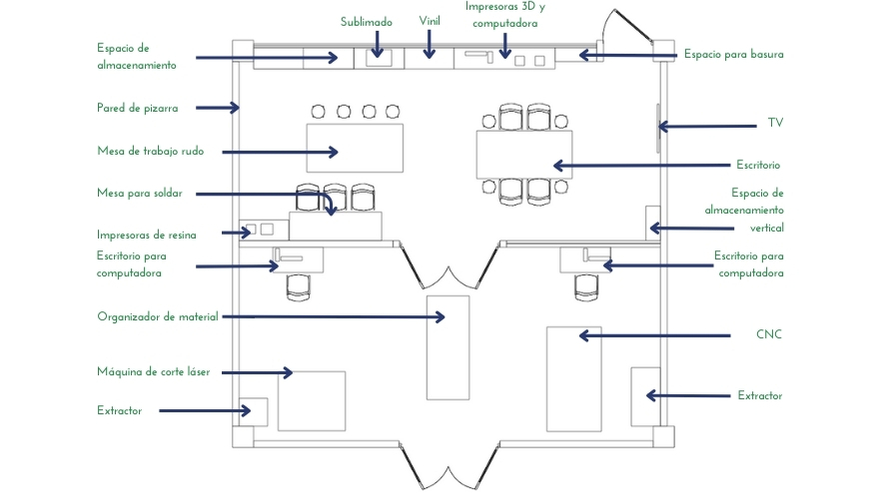 Impresoras 3D y
computadora
Sublimado
Vinil
Espacio de
almacenamiento
Espacio para basura
Pared de pizarra
TV
Mesa de trabajo rudo
Escritorio
Mesa para soldar
Espacio de
almacenamiento
vertical
Impresoras de resina
Escritorio para
computadora
Escritorio para
computadora
Organizador de material
CNC
Máquina de corte láser
Extractor
Extractor